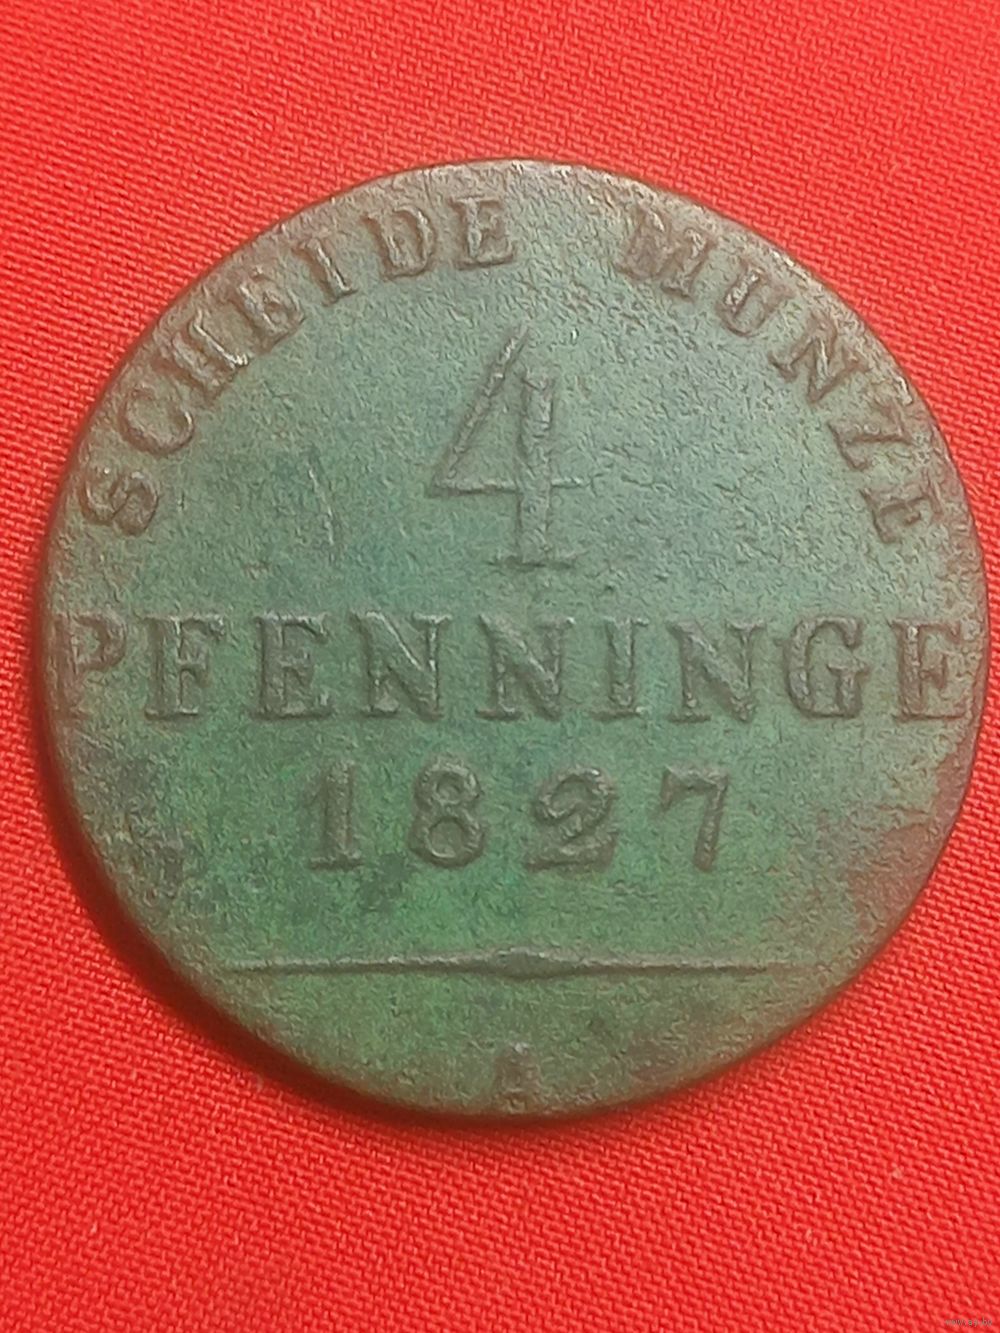 SCHEIDE MUNZE
4
PFENNINGE
1827
A